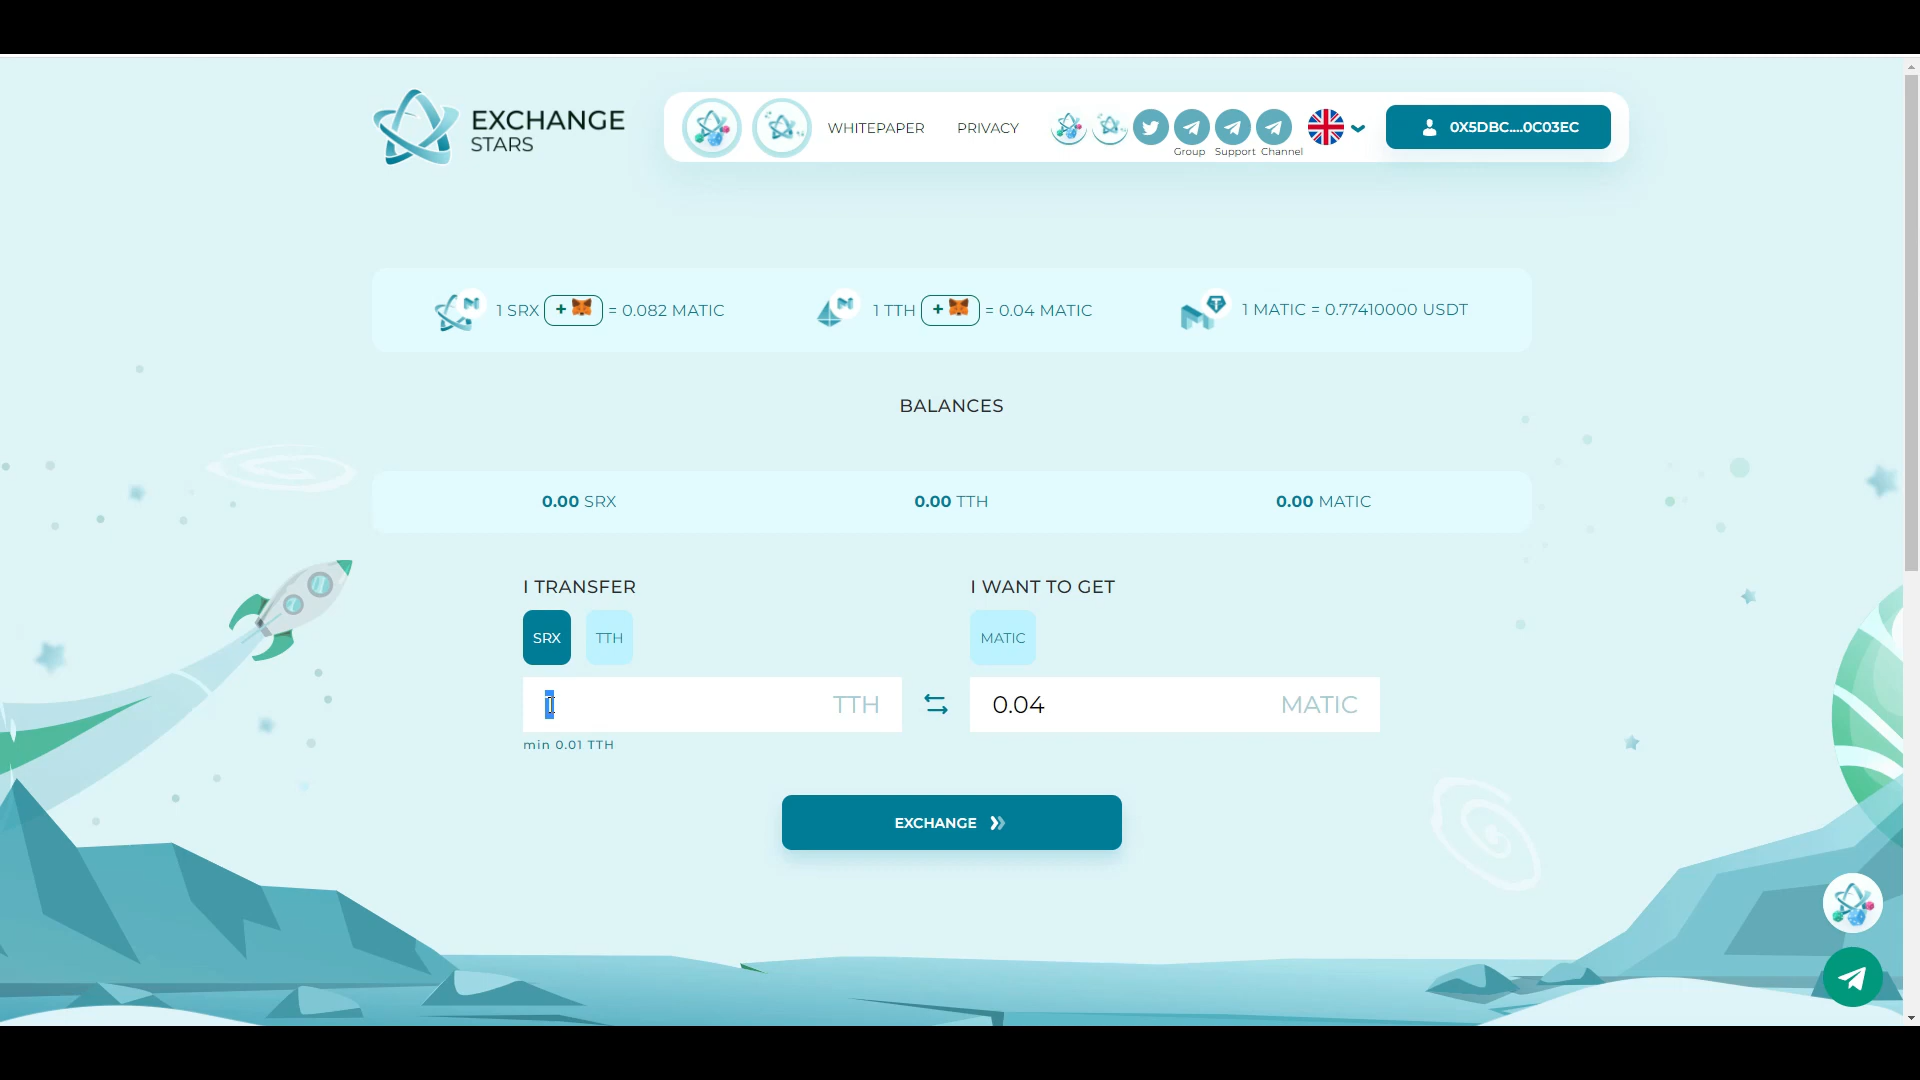 EXCHANGE
STARS
WHITEPAPER
PRIVACY
Group
Support
Channel
0X5DBC....0C03EC
1 SRX + = 0.082 MATIC
1 TTH + = 0.04 MATIC
1 MATIC = 0.77410000 USDT
BALANCES
0.00 SRX
0.00 TTH
0.00 MATIC
I TRANSFER
I WANT TO GET
SRX
TTH
MATIC
TTH
0.04
MATIC
min 0.01 TTH
EXCHANGE